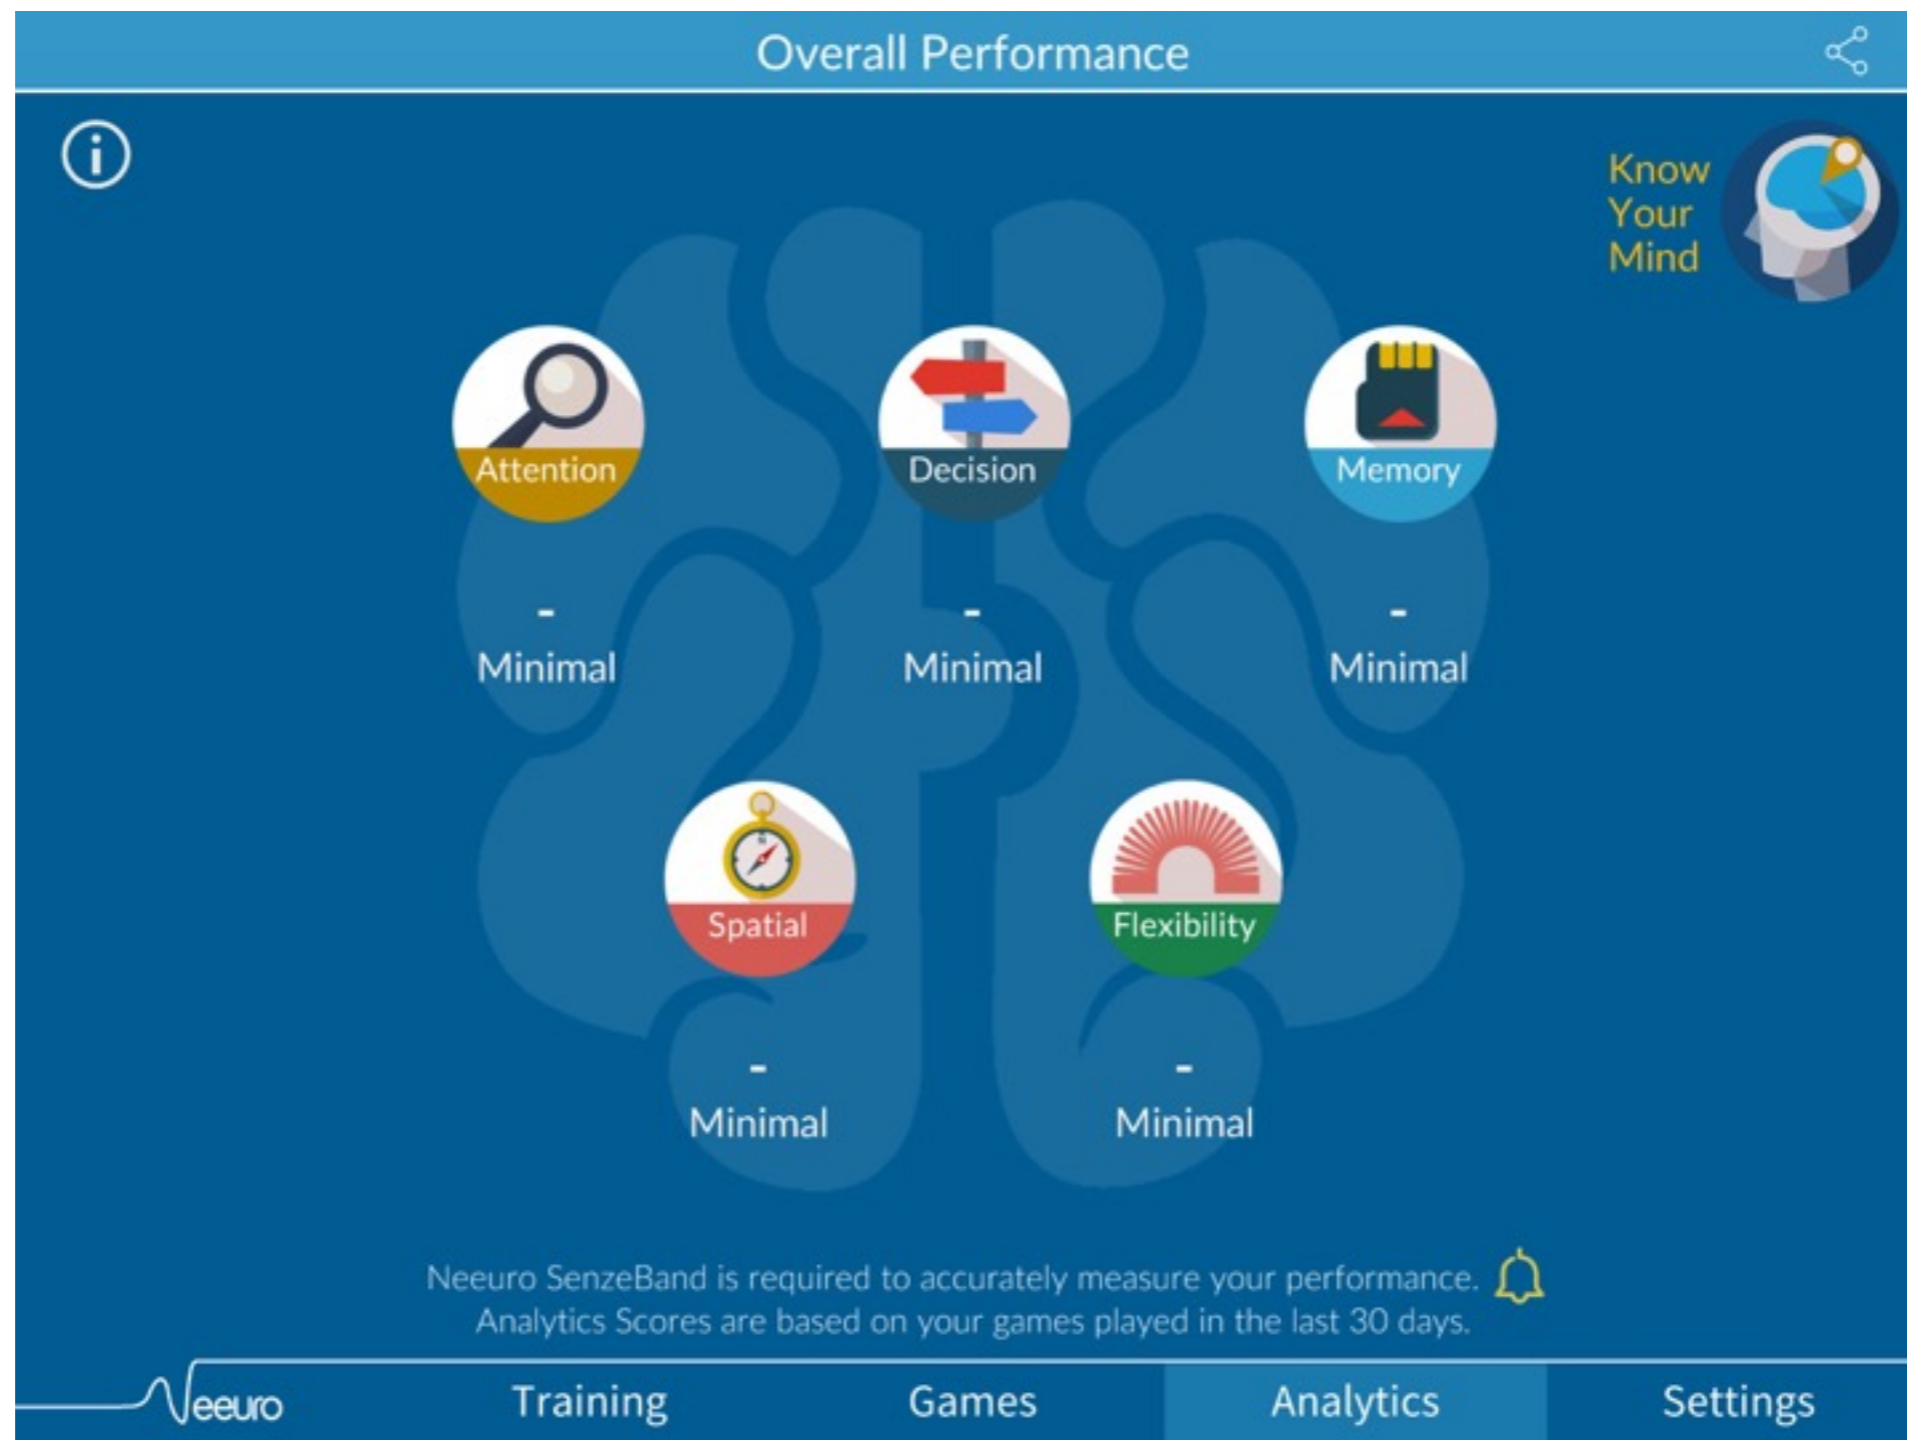 Overall Performance
Know
Your
Mind
Attention
Decision
Memory
-
-
-
Minimal
Minimal
Minimal
Spatial
Flexibility
-
-
Minimal
Minimal
Neeuro SenzeBand is required to accurately measure your performance.
Analytics Scores are based on your games played in the last 30 days.
Neeuro
Training
Games
Analytics
Settings